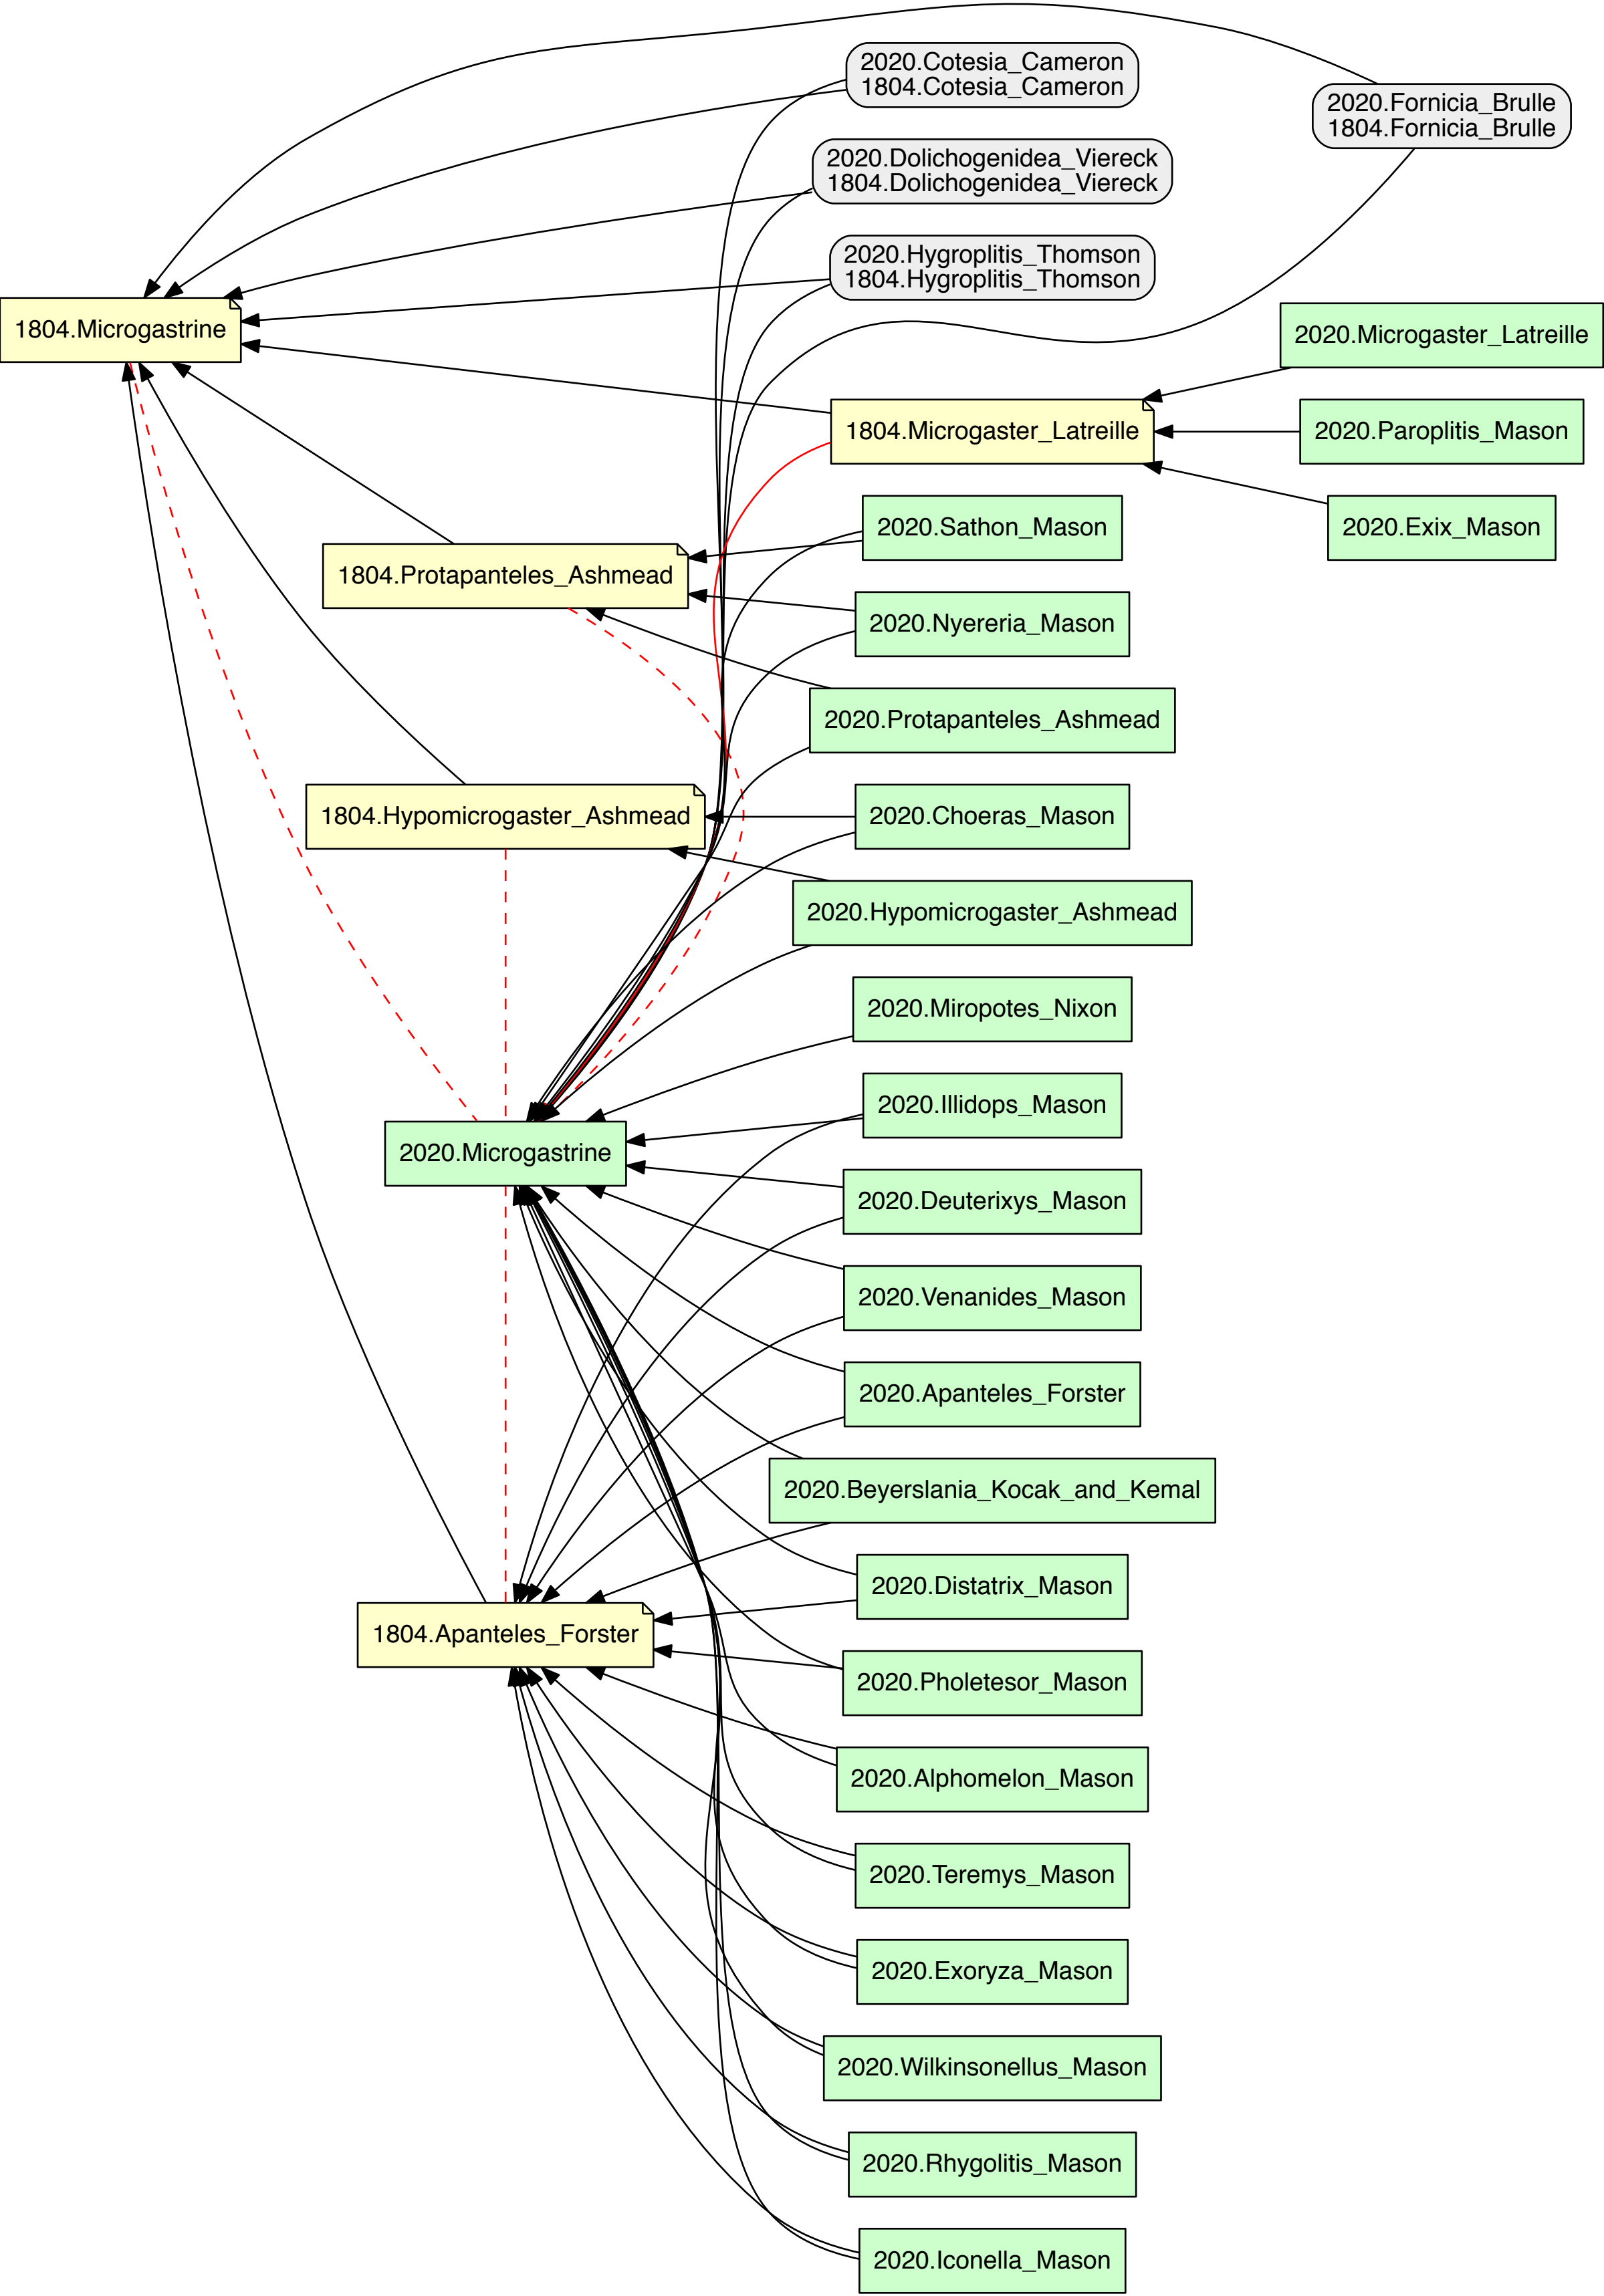 2020.Cotesia_Cameron
1804.Cotesia_Cameron
2020.Fornicia_Brulle
1804.Fornicia_Brulle
2020.Dolichogenidea_Viereck
1804.Dolichogenidea_Viereck
2020.Hygroplitis_Thomson
1804.Hygroplitis_Thomson
1804.Microgastrine
2020.Microgaster_Latreille
1804.Microgaster_Latreille
2020.Paroplitis_Mason
2020.Sathon_Mason
2020.Exix_Mason
1804.Protapanteles_Ashmead
2020.Nyereria_Mason
2020.Protapanteles_Ashmead
1804.Hypomicrogaster_Ashmead
2020.Choeras_Mason
2020.Hypomicrogaster_Ashmead
2020.Miropotes_Nixon
2020.Illidops_Mason
2020.Microgastrine
2020.Deuterixys_Mason
2020.Venanides_Mason
2020.Apanteles_Forster
2020.Beyerslania_Kocak_and_Kemal
2020.Distatrix_Mason
1804.Apanteles_Forster
2020.Pholetesor_Mason
2020.Alphomelon_Mason
2020.Teremys_Mason
2020.Exoryza_Mason
2020.Wilkinsonellus_Mason
2020.Rhygolitis_Mason
2020.Iconella_Mason